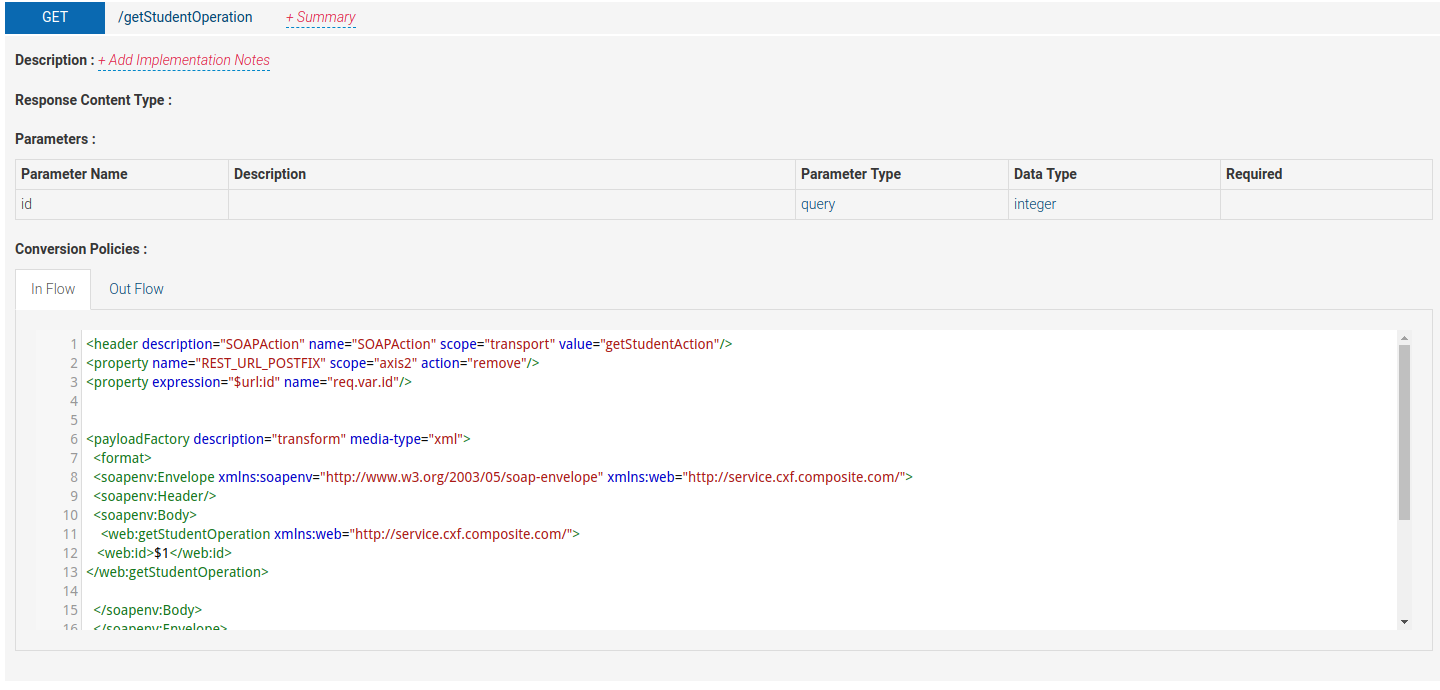 GET /getStudentOperation + Summary
Description : + Add Implementation Notes
Response Content Type :
Parameters :
Parameter Name Description Parameter Type Data Type Required
id query integer
Conversion Policies :
In Flow Out Flow
1 <header description="SOAPAction" name="SOAPAction" scope="transport" value="getStudentAction"/>
2 <property name="REST_URL_POSTFIX" scope="axis2" action="remove"/>
3 <property expression="$url:id" name="req.var.id"/>
4
5
6 <payloadFactory description="transform" media-type="xml">
7 <format>
8 <soapenv:Envelope xmlns:soapenv="http://www.w3.org/2003/05/soap-envelope" xmlns:web="http://service.cxf.composite.com/">
9 <soapenv:Header/>
10 <soapenv:Body>
11 <web:getStudentOperation xmlns:web="http://service.cxf.composite.com/">
12 <web:id>$1</web:id>
13 </web:getStudentOperation>
14
15 </soapenv:Body>
16 </soapenv:Envelope>